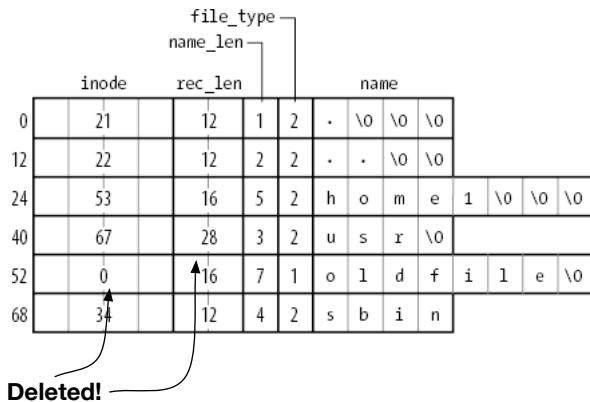 file_type
name_len
inode rec_len name
0 21 12 1 2 . \0 \0 \0
12 22 12 2 2 . . \0 \0
24 53 16 5 2 h o m e 1 \0 \0 \0
40 67 28 3 2 u s r \0
52 0 16 7 1 o l d f i l e \0
68 34 12 4 2 s b i n
Deleted!